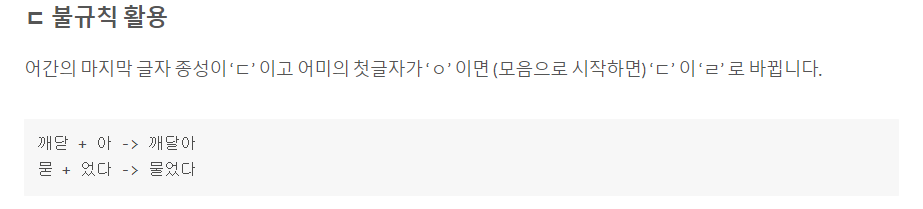 ㄷ 불규칙 활용
어간의 마지막 글자 종성이 ‘ㄷ’ 이고 어미의 첫글자가 ‘ㅇ’ 이면 (모음으로 시작하면) ‘ㄷ’ 이 ‘ㄹ’ 로 바뀝니다.
깨닫 + 아 -> 깨달아
묻 + 었다 -> 물었다